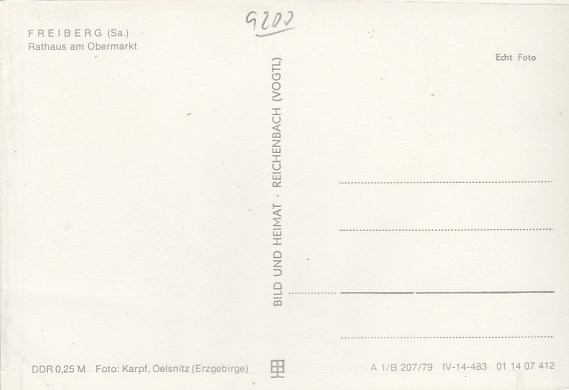 9200
FREIBERG (Sa.)
Rathaus am Obermarkt
Echt Foto
BILD UND HEIMAT · REICHENBACH (VOGTL)
DDR 0,25 M Foto: Karpf, Oelsnitz (Erzgebirge)
A 1/B 207/79 IV-14-483 01 14 07 412